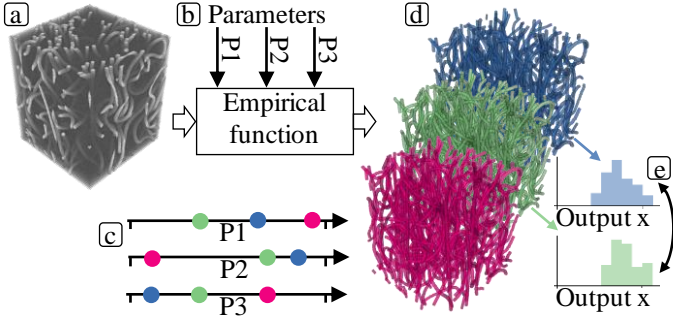 a
b
Parameters
P1
P2
P3
Empirical
function
c
P1
P2
P3
d
e
Output x
Output x